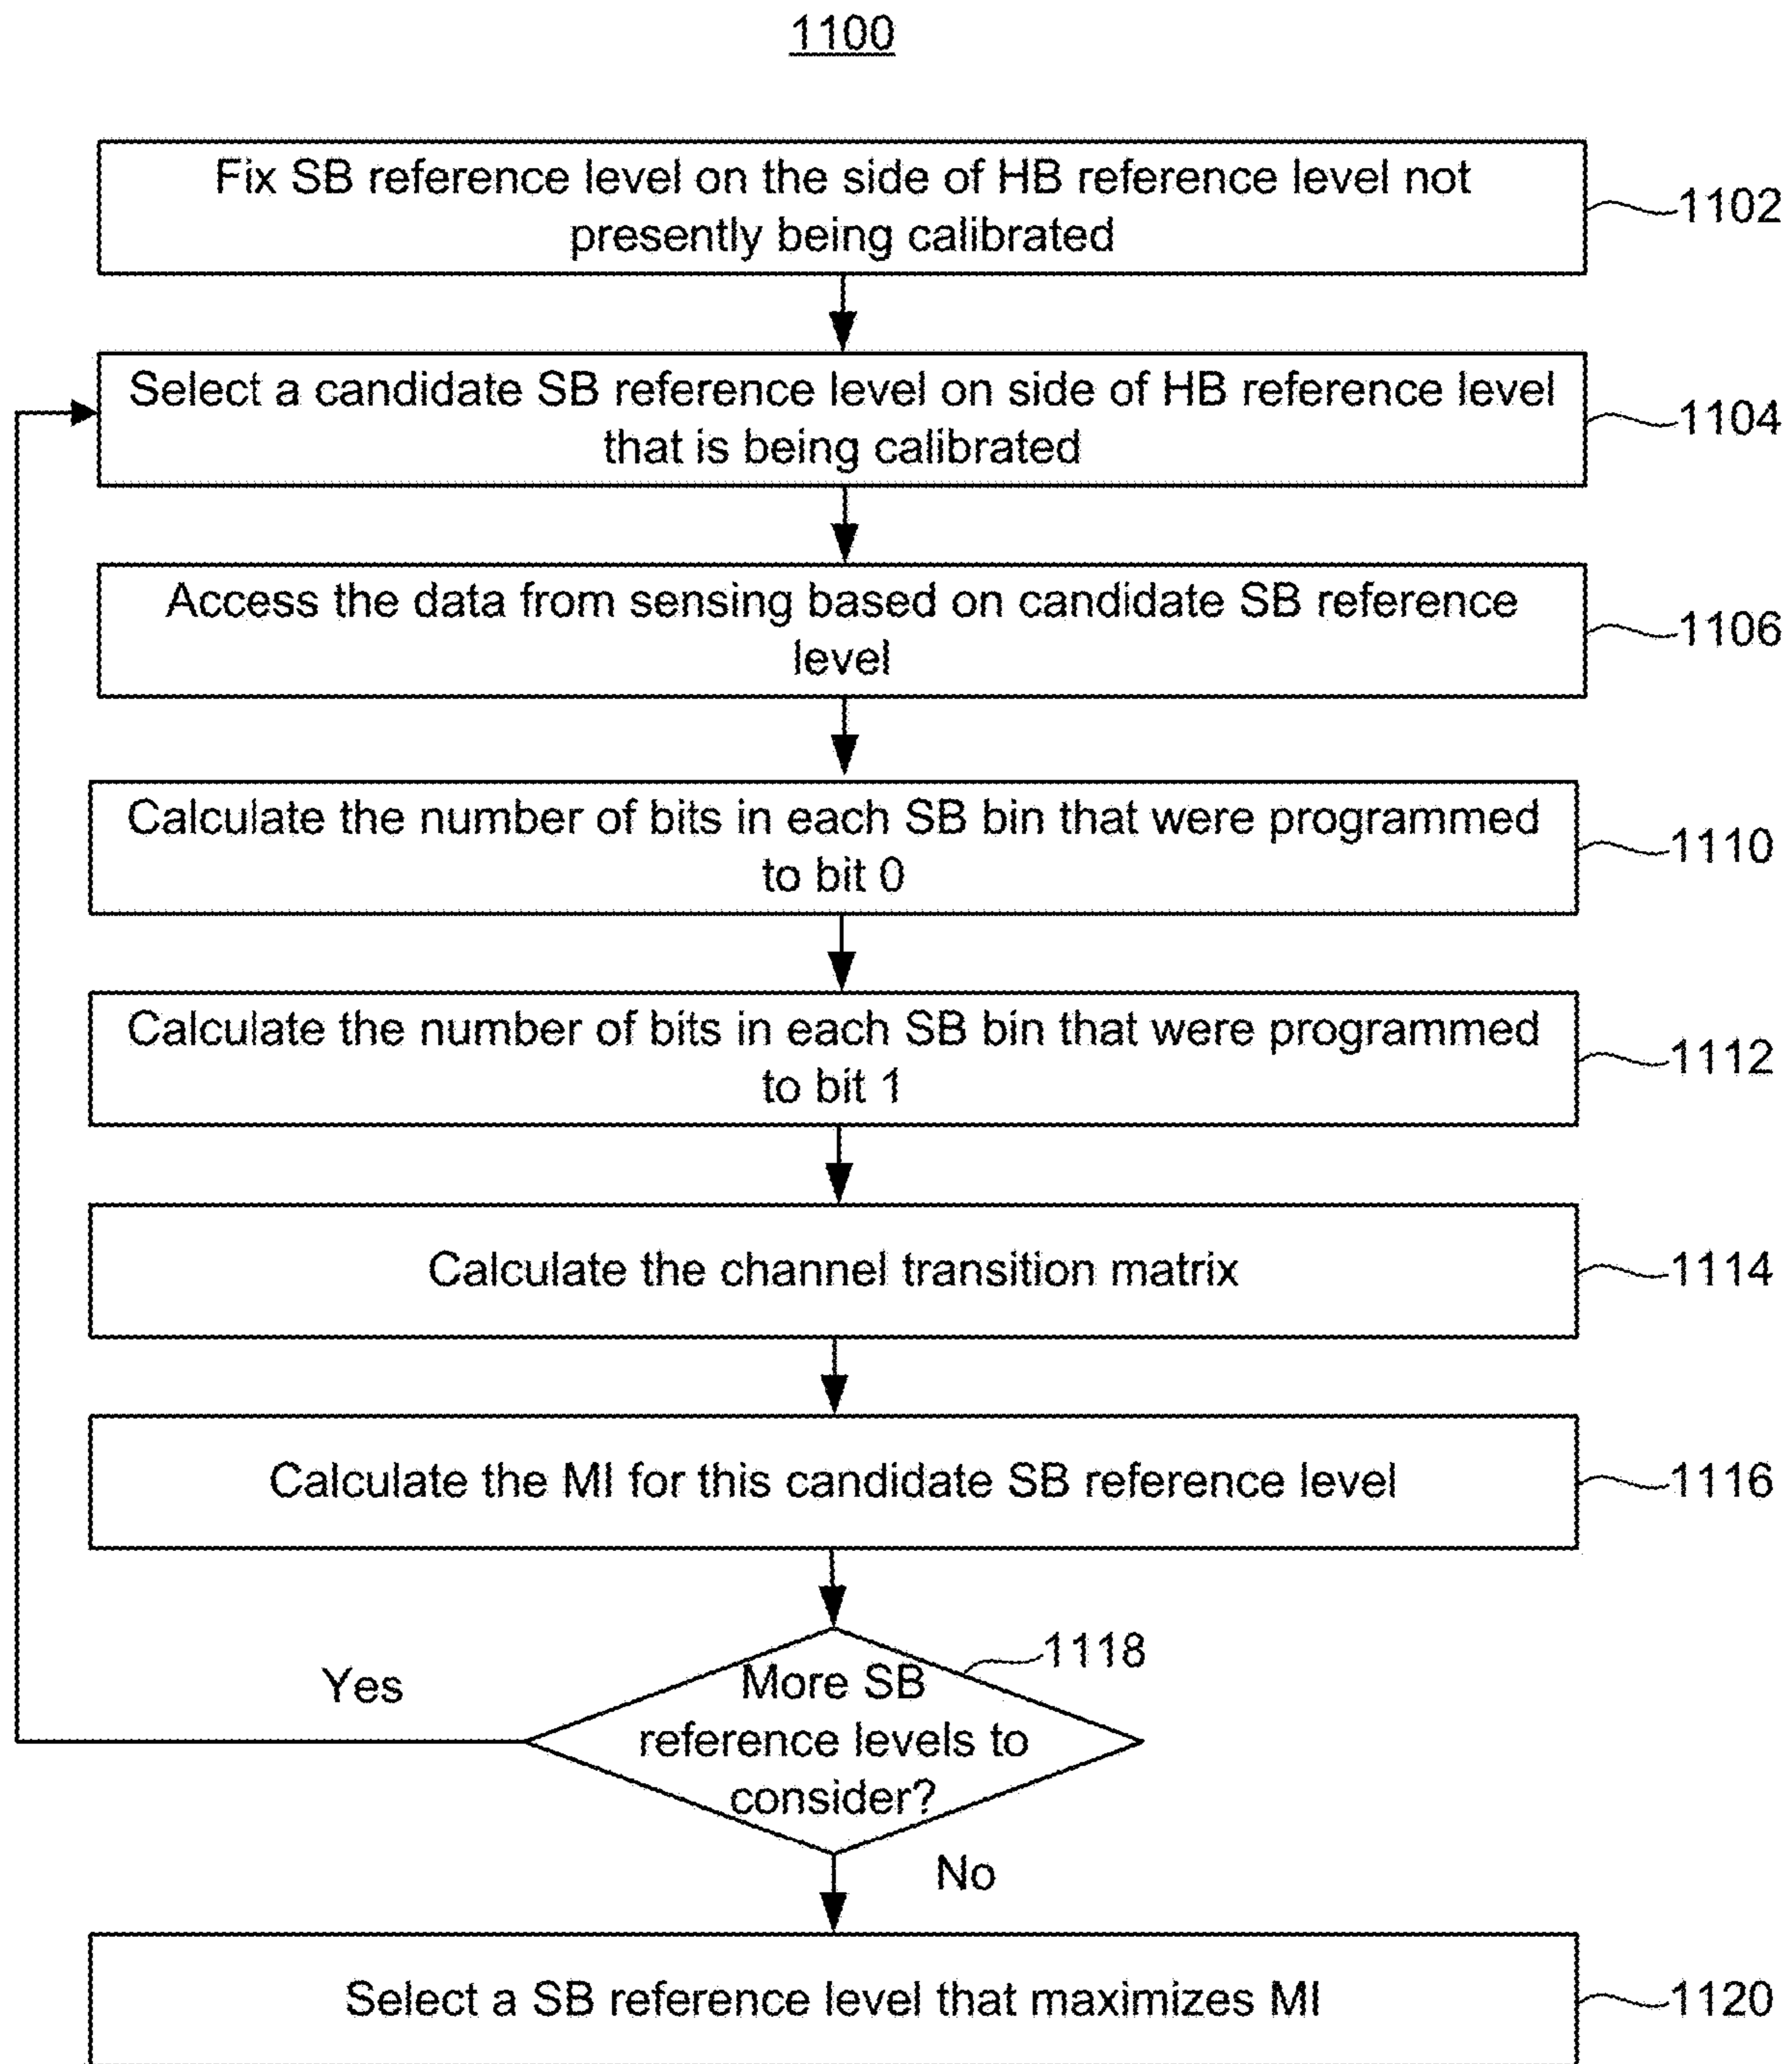 1100
Fix SB reference level on the side of HB reference level not
presently being calibrated
1102
Select a candidate SB reference level on side of HB reference level
that is being calibrated
1104
Access the data from sensing based on candidate SB reference
level
1106
Calculate the number of bits in each SB bin that were programmed
to bit 0
1110
Calculate the number of bits in each SB bin that were programmed
to bit 1
1112
Calculate the channel transition matrix
1114
Calculate the MI for this candidate SB reference level
1116
1118
Yes
More SB
reference levels to
consider?
No
Select a SB reference level that maximizes MI
1120